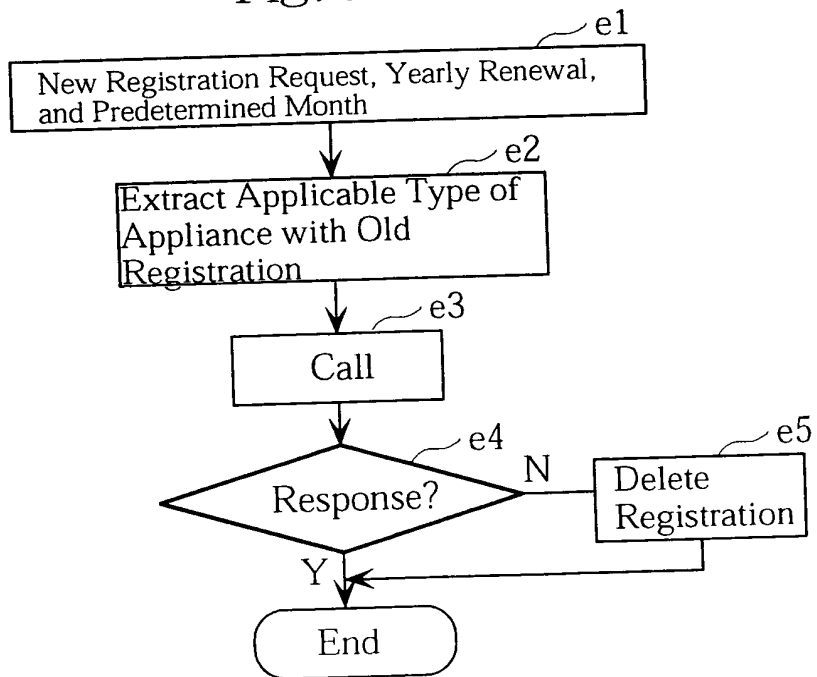 e1
New Registration Request, Yearly Renewal,
and Predetermined Month
e2
Extract Applicable Type of
Appliance with Old
Registration
e3
Call
e4
Response?
N
e5
Delete
Registration
Y
End